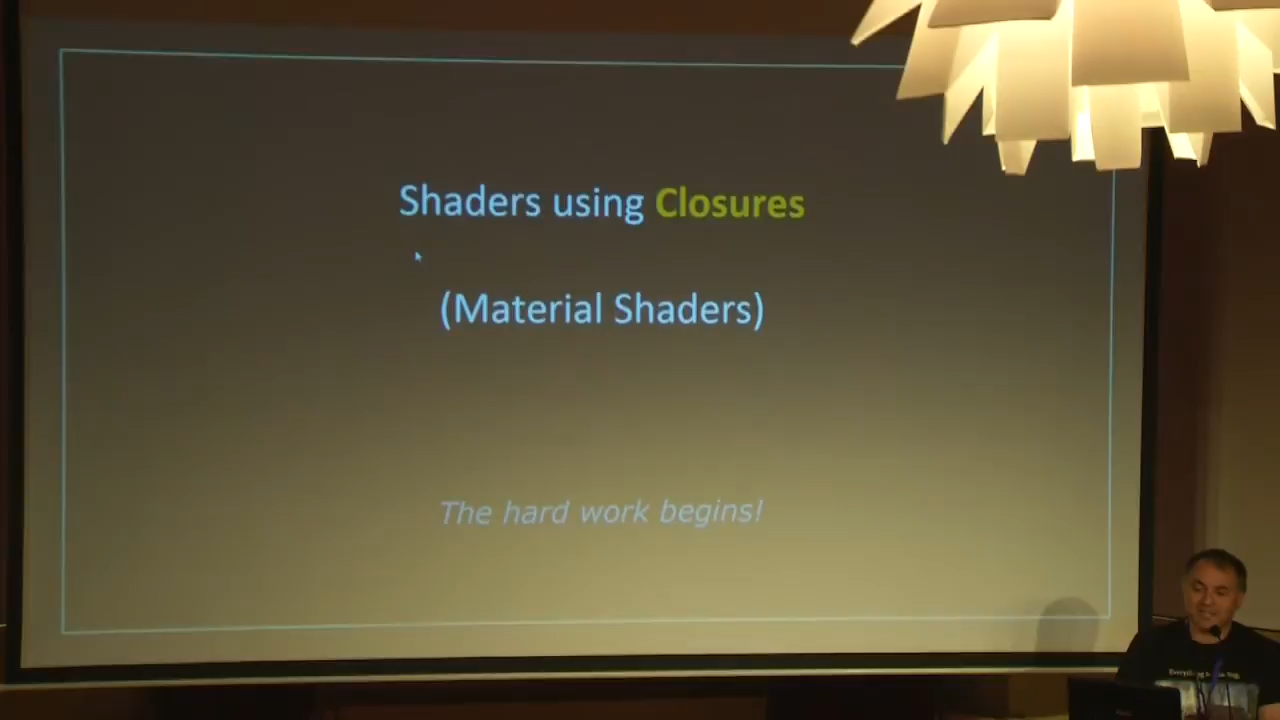 Shaders using Closures
(Material Shaders)
The hard work begins!